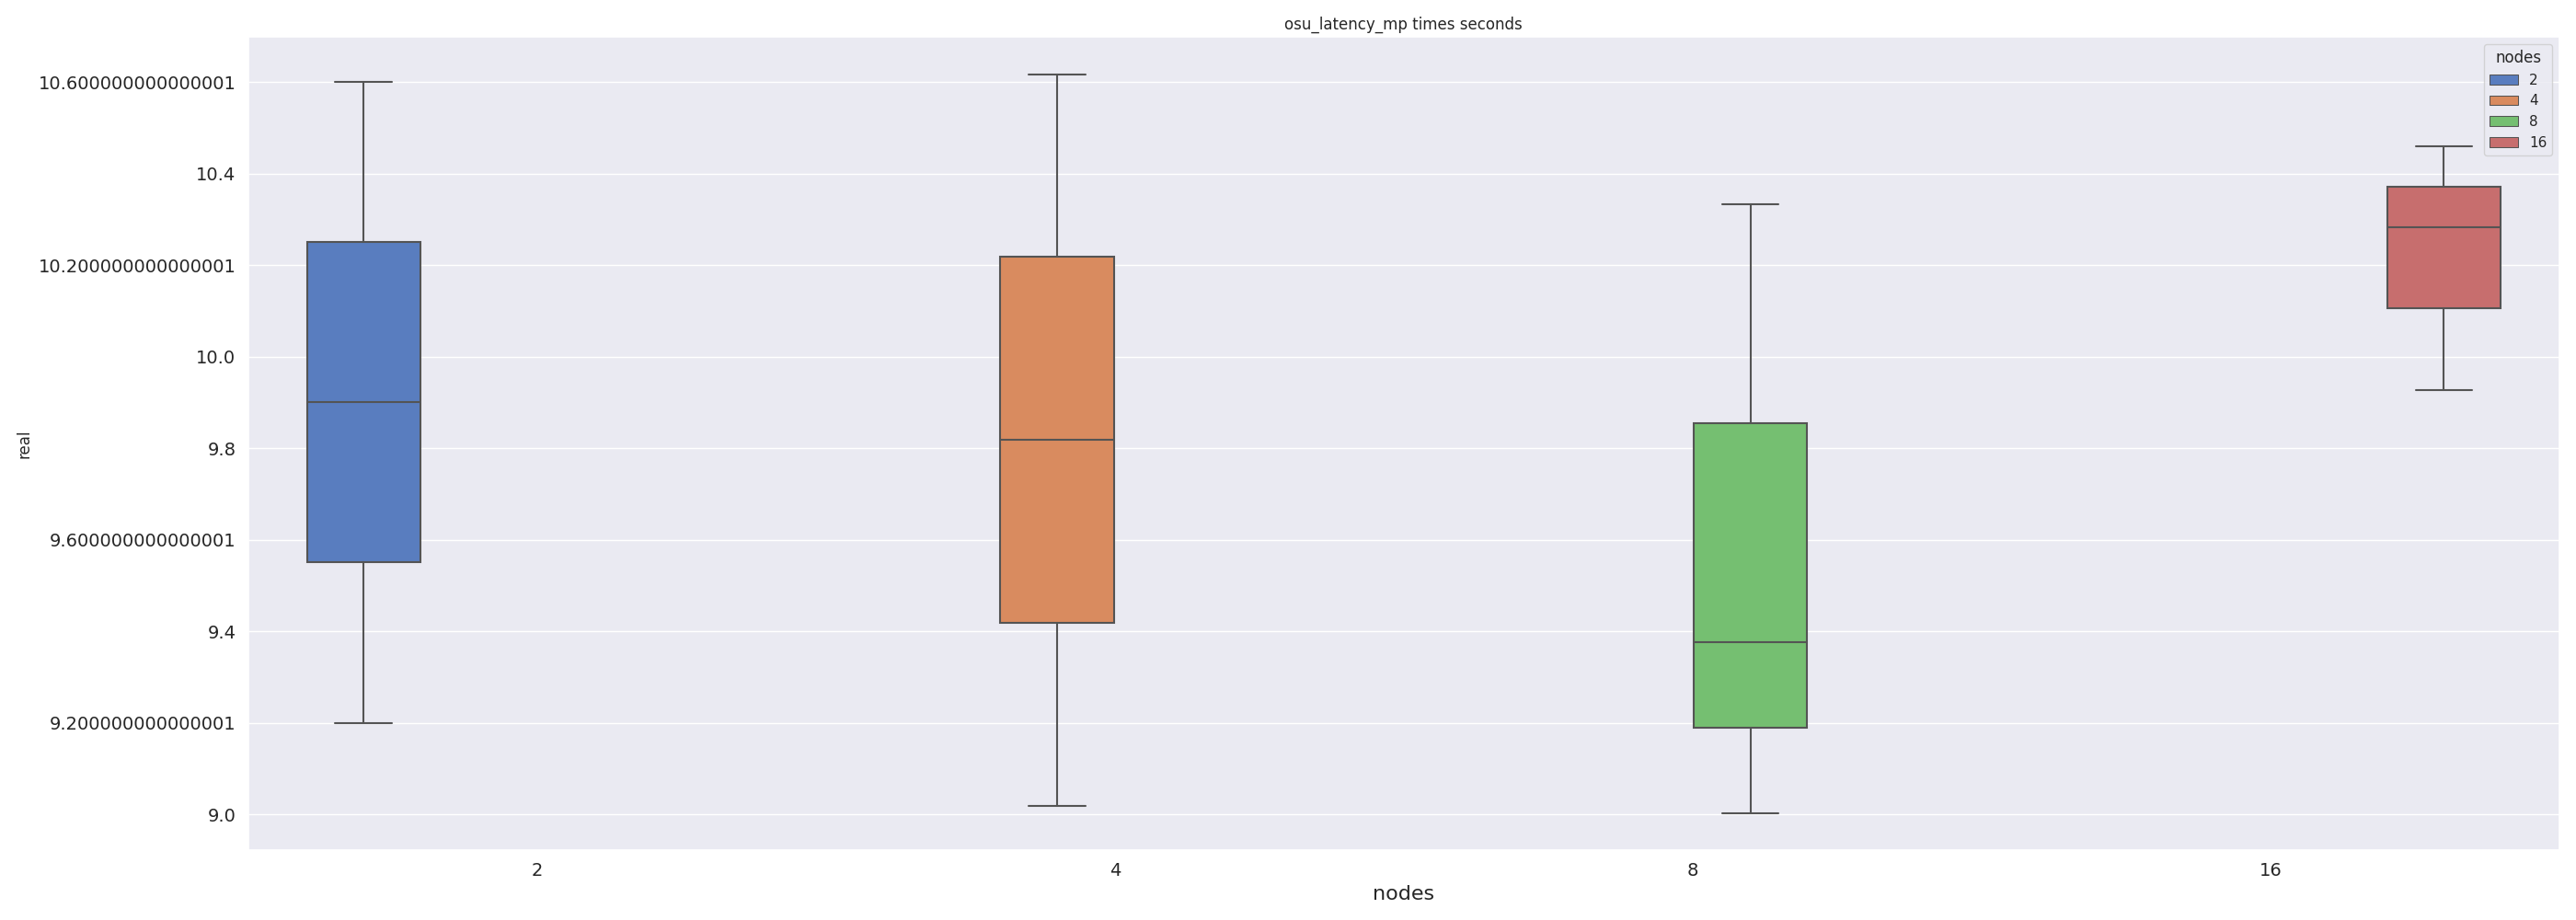 osu_latency_mp times seconds
nodes
2
4
8
16
10.600000000000001
10.4
10.200000000000001
10.0
9.8
9.600000000000001
9.4
9.200000000000001
9.0
real
2 4 8 16
nodes